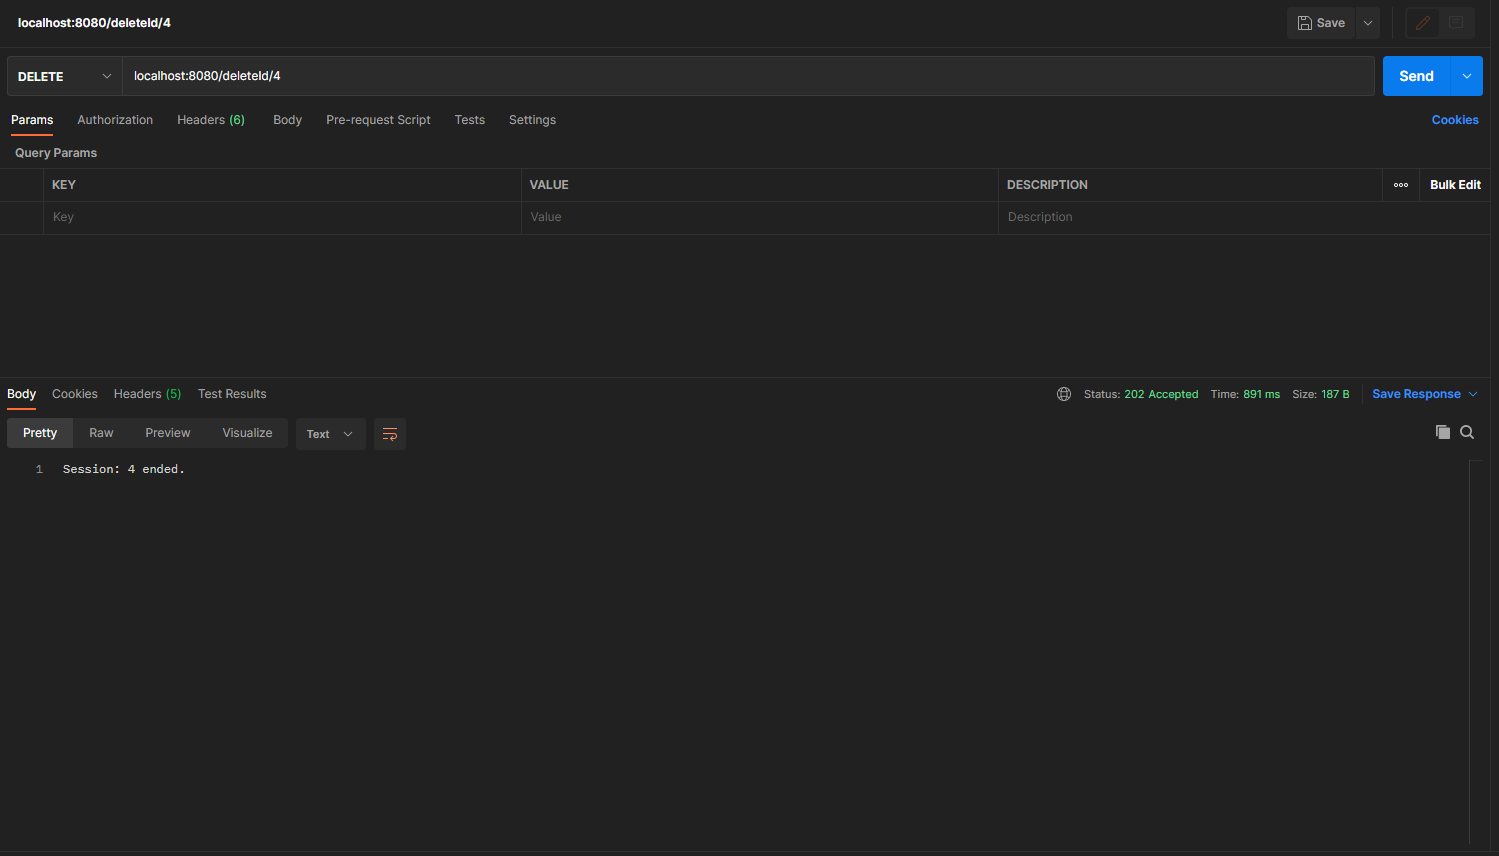 localhost:8080/deleteId/4
Save
DELETE
localhost:8080/deleteId/4
Send
Params Authorization Headers (6) Body Pre-request Script Tests Settings Cookies
Query Params
KEY VALUE DESCRIPTION Bulk Edit
Key Value Description
Body Cookies Headers (5) Test Results Status: 202 Accepted Time: 891 ms Size: 187 B Save Response
Pretty Raw Preview Visualize Text
1 Session: 4 ended.